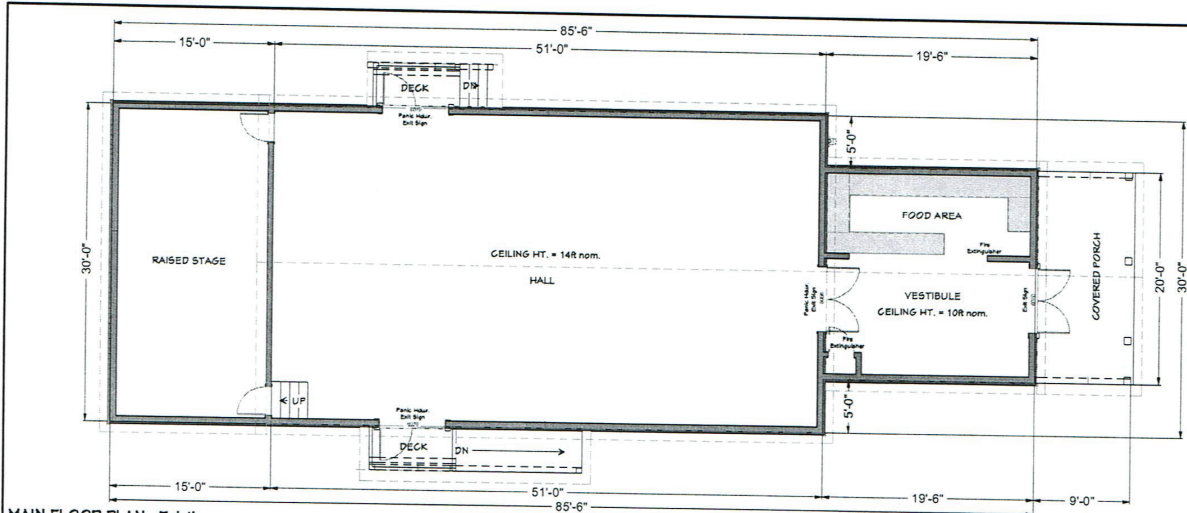 85'-6"
15'-0"
51'-0"
19'-6"
DECK
DN
Panic Hdwr.
Exit Sign
5'-0"
FOOD AREA
Fire
Extinguisher
30'-0"
RAISED STAGE
CEILING HT. = 14ft nom.
HALL
Panic Hdwr.
Exit Sign
VESTIBULE
CEILING HT. = 10ft nom.
Exit Sign
COVERED PORCH
20'-0"
30'-0"
Fire
Extinguisher
UP
Panic Hdwr.
Exit Sign
5'-0"
DECK
DN
15'-0"
51'-0"
19'-6"
9'-0"
85'-6"
MAIN FLOOR PLAN